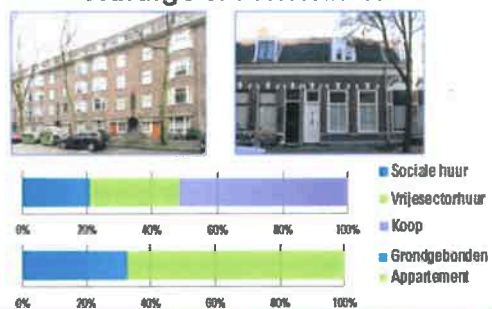 Sociale huur
Vrijesectorhuur
Koop
0% 20% 40% 60% 80% 100%
Grondgebonden
Appartement
0% 20% 40% 60% 80% 100%